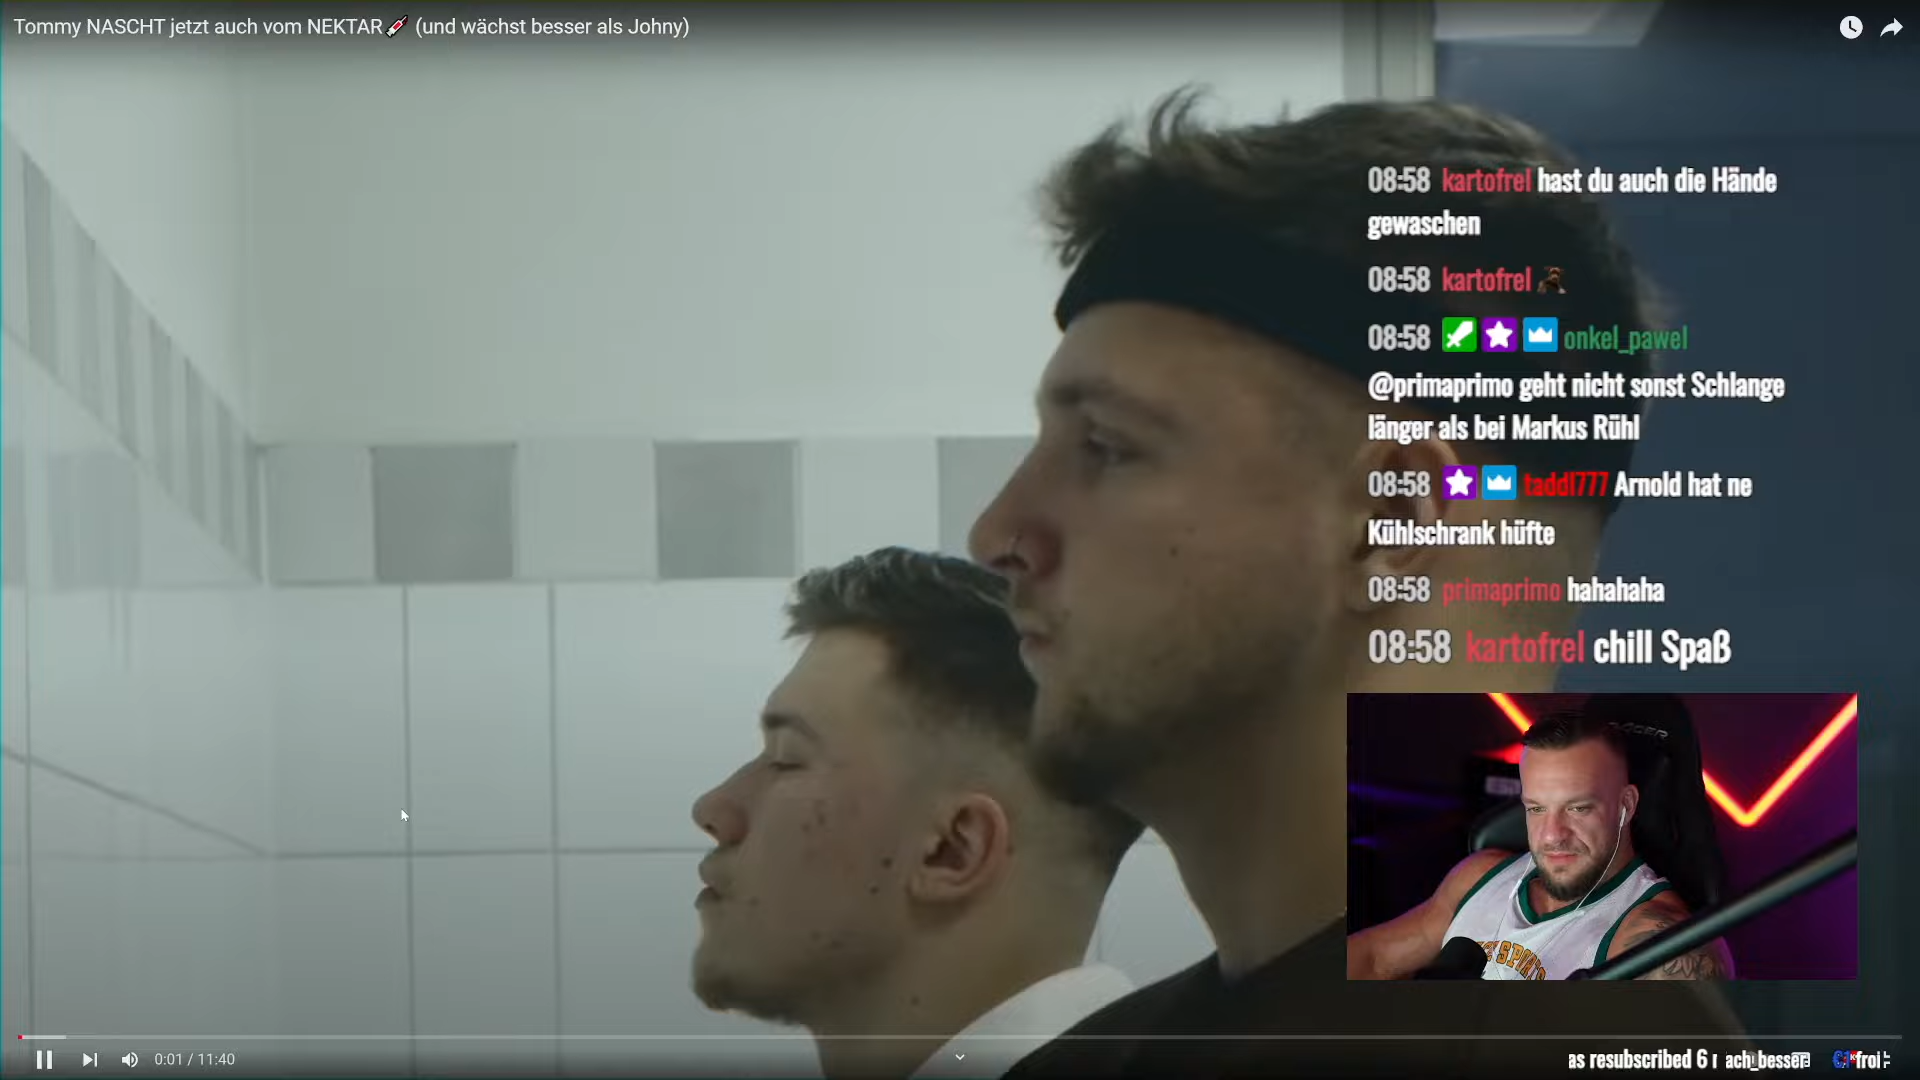 Tommy NASCHT jetzt auch vom NEKTAR💉 (und wächst besser als Johny)
08:58 kartofrel hast du auch die Hände
gewaschen
08:58 kartofrel
08:58 onkel_pawel
@primaprimo geht nicht sonst Schlange
länger als bei Markus Rühl
08:58 taddl777 Arnold hat ne
Kühlschrank hüfte
08:58 primaprimo hahahaha
08:58 kartofrel chill Spaß
0:01 / 11:40
as resubscribed 6 ach_besser froi